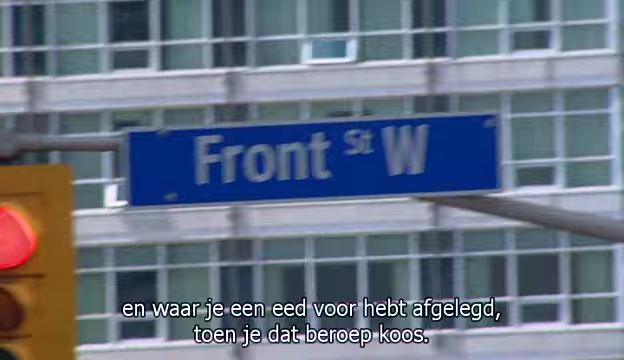 Front St W
en waar je een eed voor hebt afgelegd,
toen je dat beroep koos.